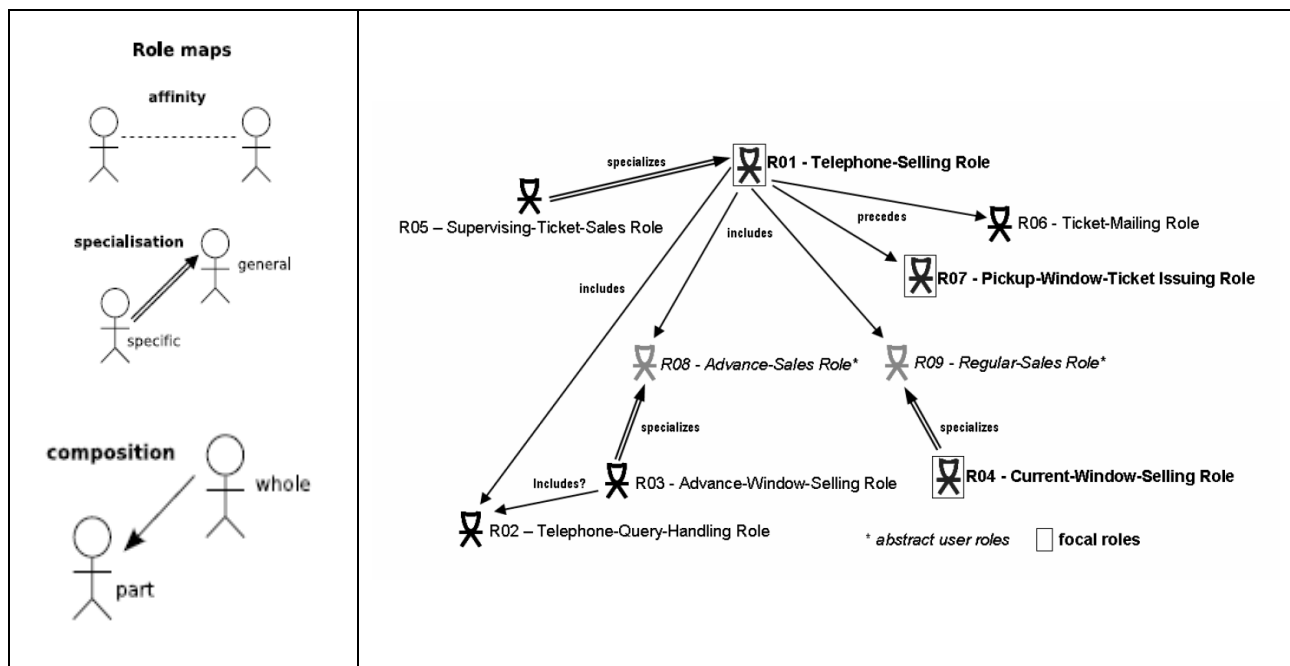 Role maps
affinity
specialisation
general
specific
composition
whole
part
specializes
R01 - Telephone-Selling Role
R05 – Supervising-Ticket-Sales Role
precedes
R06 - Ticket-Mailing Role
includes
R07 - Pickup-Window-Ticket Issuing Role
includes
R08 - Advance-Sales Role*
R09 - Regular-Sales Role*
specializes
specializes
Includes?
R03 - Advance-Window-Selling Role
R04 - Current-Window-Selling Role
R02 – Telephone-Query-Handling Role
* abstract user roles
focal roles